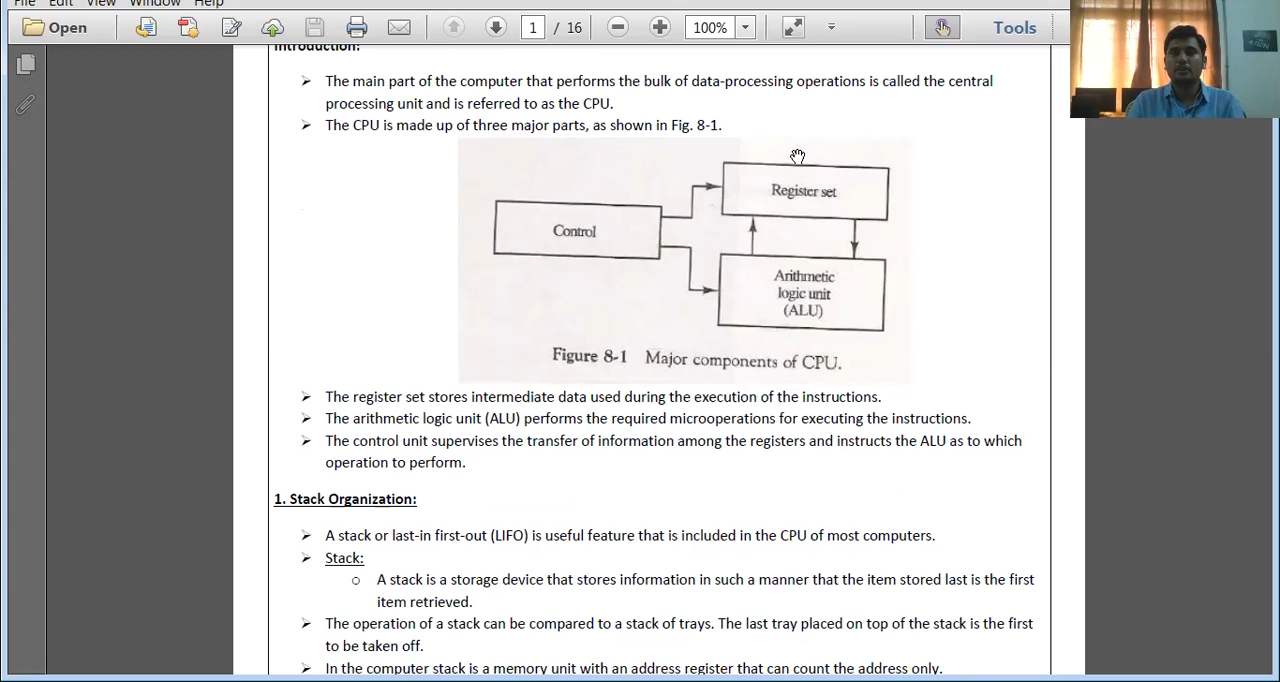 File Edit View Window Help
Open
1 / 16
100%
Tools
Introduction:
➢ The main part of the computer that performs the bulk of data-processing operations is called the central
processing unit and is referred to as the CPU.
➢ The CPU is made up of three major parts, as shown in Fig. 8-1.
Register set
Control
Arithmetic
logic unit
(ALU)
Figure 8-1 Major components of CPU.
➢ The register set stores intermediate data used during the execution of the instructions.
➢ The arithmetic logic unit (ALU) performs the required microoperations for executing the instructions.
➢ The control unit supervises the transfer of information among the registers and instructs the ALU as to which
operation to perform.
1. Stack Organization:
➢ A stack or last-in first-out (LIFO) is useful feature that is included in the CPU of most computers.
➢ Stack:
o A stack is a storage device that stores information in such a manner that the item stored last is the first
item retrieved.
➢ The operation of a stack can be compared to a stack of trays. The last tray placed on top of the stack is the first
to be taken off.
➢ In the computer stack is a memory unit with an address register that can count the address only.